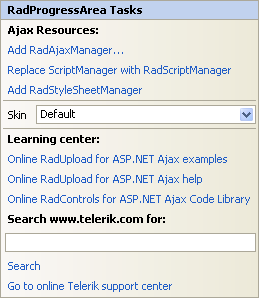 RadProgressArea Tasks
Ajax Resources:
Add RadAjaxManager...
Replace ScriptManager with RadScriptManager
Add RadStyleSheetManager
Skin Default
Learning center:
Online RadUpload for ASP.NET Ajax examples
Online RadUpload for ASP.NET Ajax help
Online RadControls for ASP.NET Ajax Code Library
Search www.telerik.com for:
Search
Go to online Telerik support center